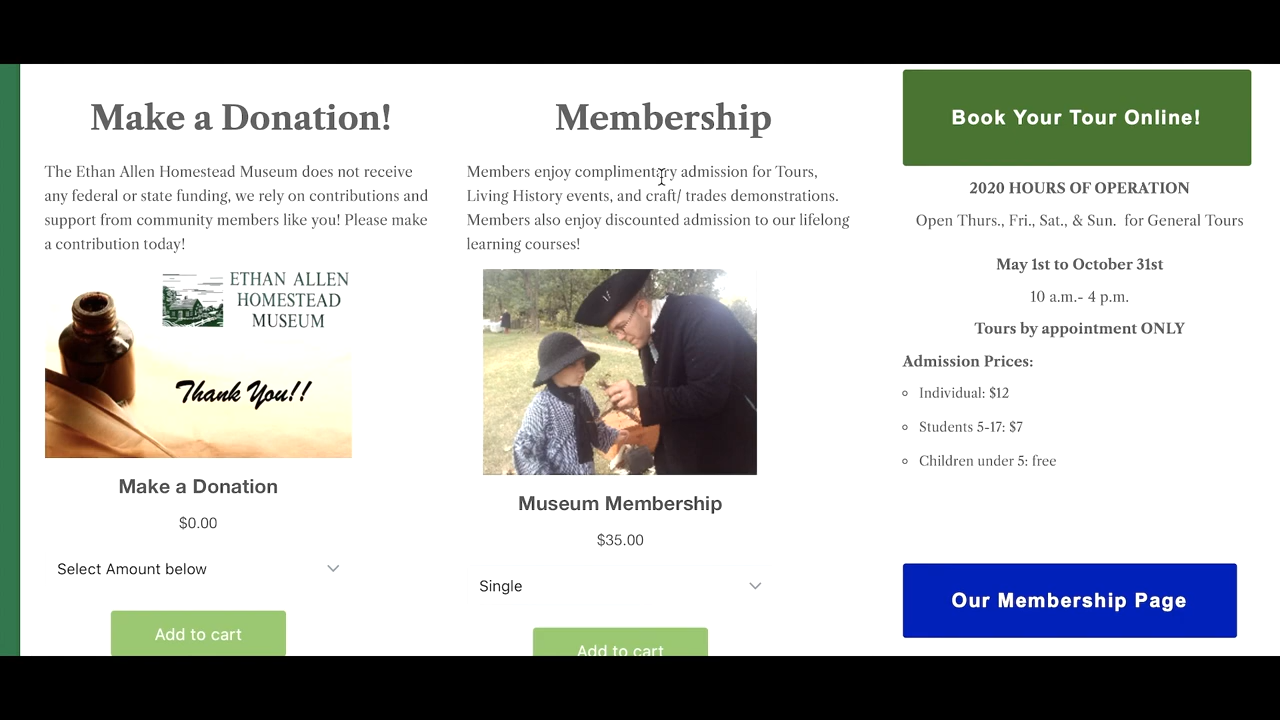 Make a Donation!
The Ethan Allen Homestead Museum does not receive
any federal or state funding, we rely on contributions and
support from community members like you! Please make
a contribution today!
ETHAN ALLEN
HOMESTEAD
MUSEUM
Thank You!!
Make a Donation
$0.00
Select Amount below
Add to cart
Membership
Members enjoy complimentary admission for Tours,
Living History events, and craft/ trades demonstrations.
Members also enjoy discounted admission to our lifelong
learning courses!
Museum Membership
$35.00
Single
Add to cart
Book Your Tour Online!
2020 HOURS OF OPERATION
Open Thurs., Fri., Sat., & Sun. for General Tours
May 1st to October 31st
10 a.m.- 4 p.m.
Tours by appointment ONLY
Admission Prices:
Individual: $12
Students 5-17: $7
Children under 5: free
Our Membership Page